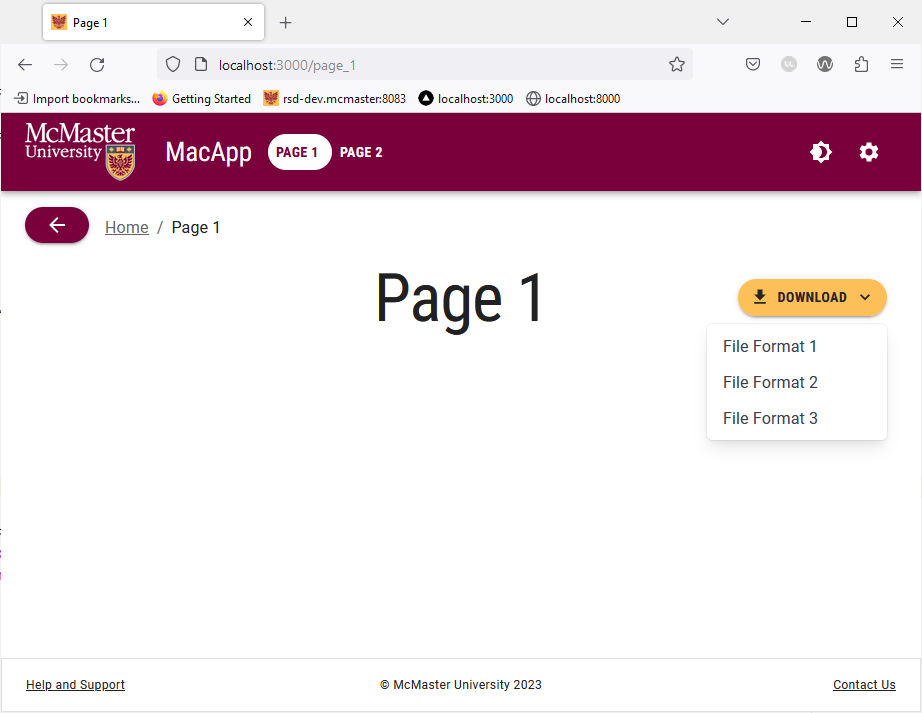 Page 1
localhost:3000/page_1
Import bookmarks... Getting Started rsd-dev.mcmaster:8083 localhost:3000 localhost:8000
McMaster
University
MacApp PAGE 1 PAGE 2
Home / Page 1
Page 1
DOWNLOAD
File Format 1
File Format 2
File Format 3
Help and Support © McMaster University 2023 Contact Us